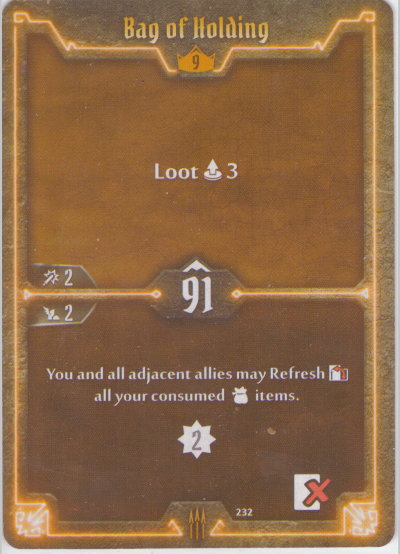 Bag of Holding
9
Loot 3
2
91
2
You and all adjacent allies may Refresh
all your consumed items.
2
232